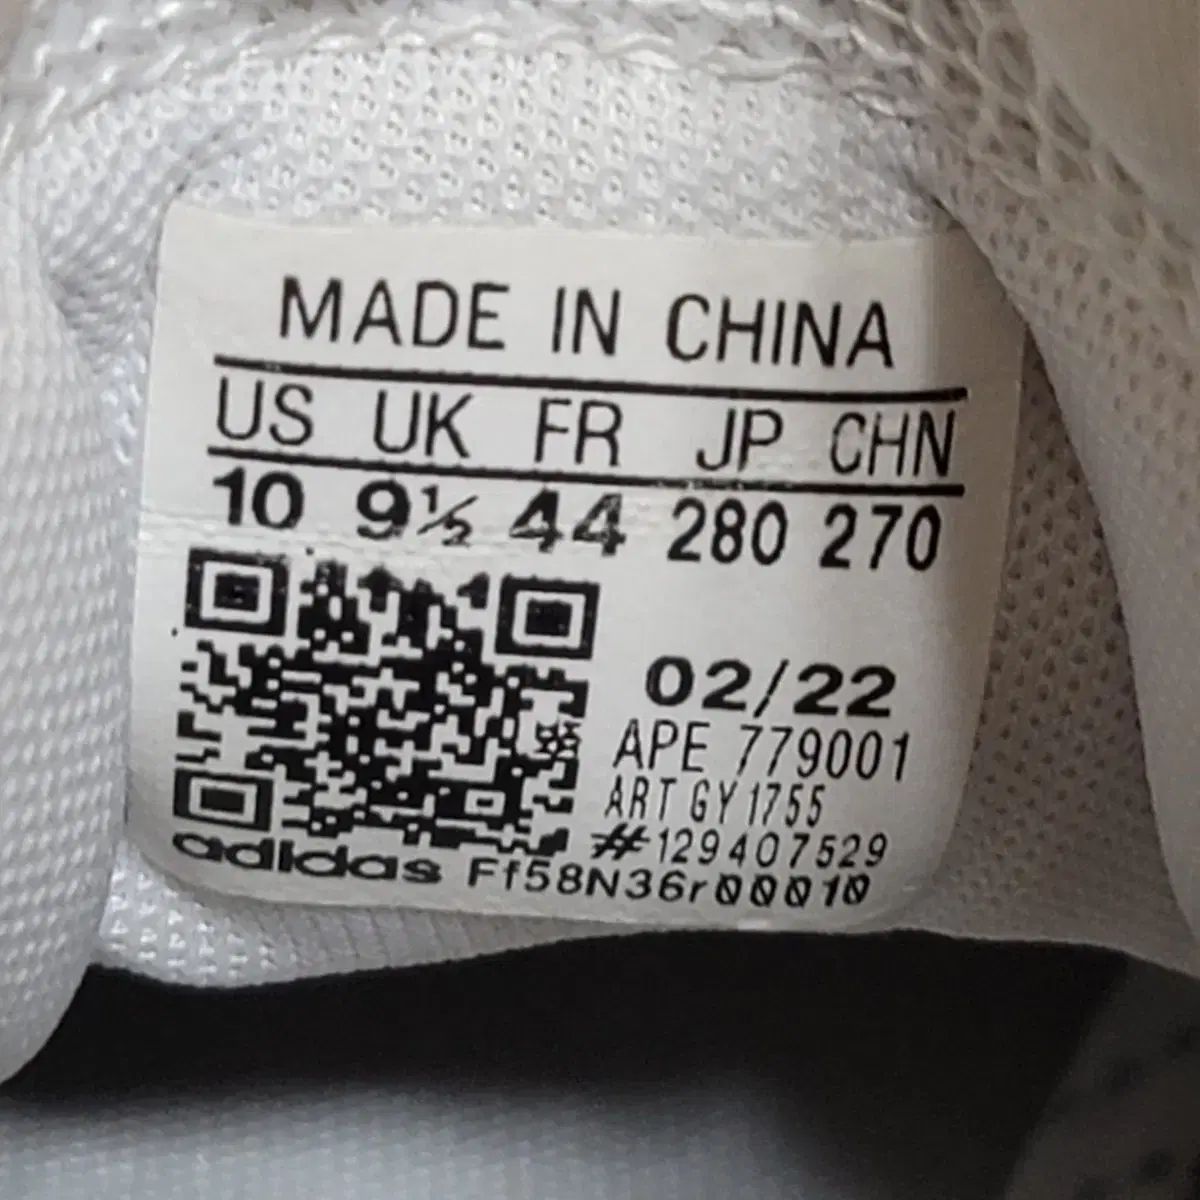 MADE IN CHINA
US UK FR JP CHN
10 9½ 44 280 270
02/22
APE 779001
ART GY1755
#129407529
adidas Ff58N36r00010